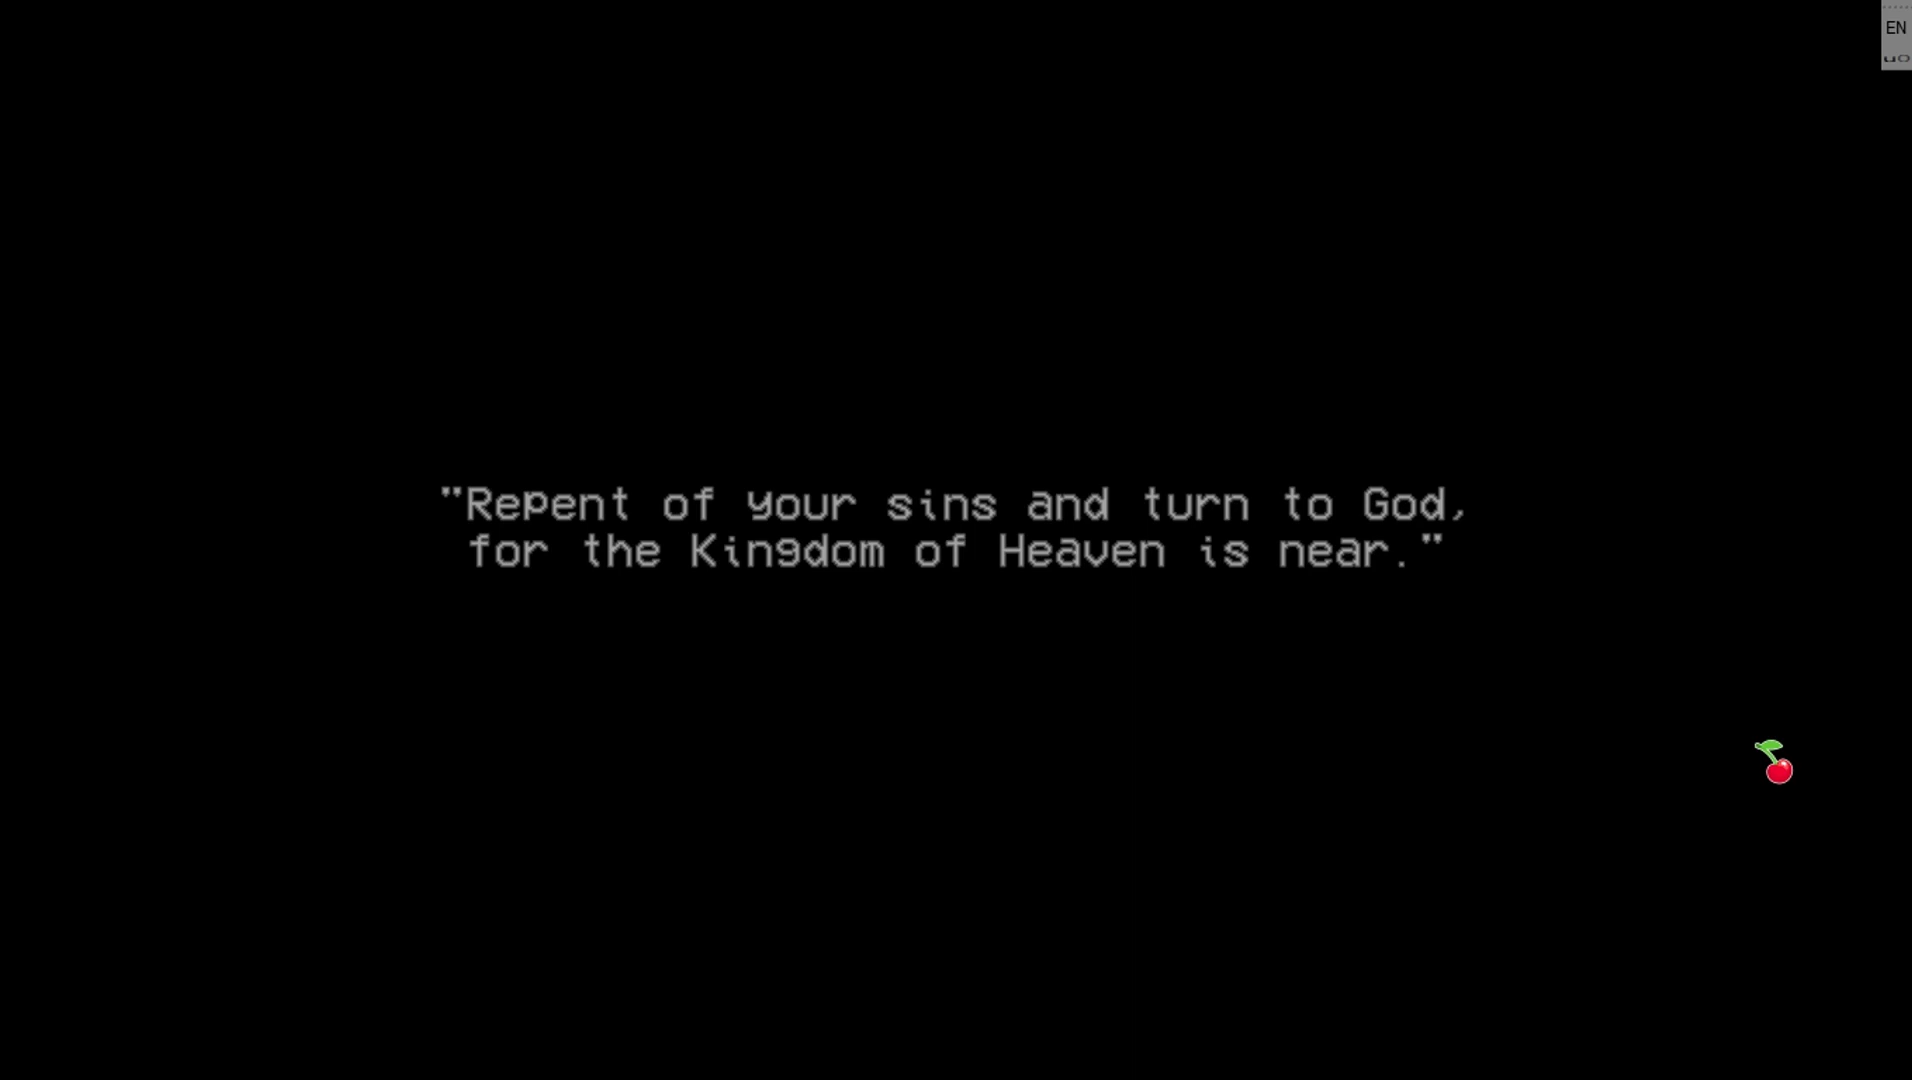 EN
"Repent of your sins and turn to God,
for the Kingdom of Heaven is near."